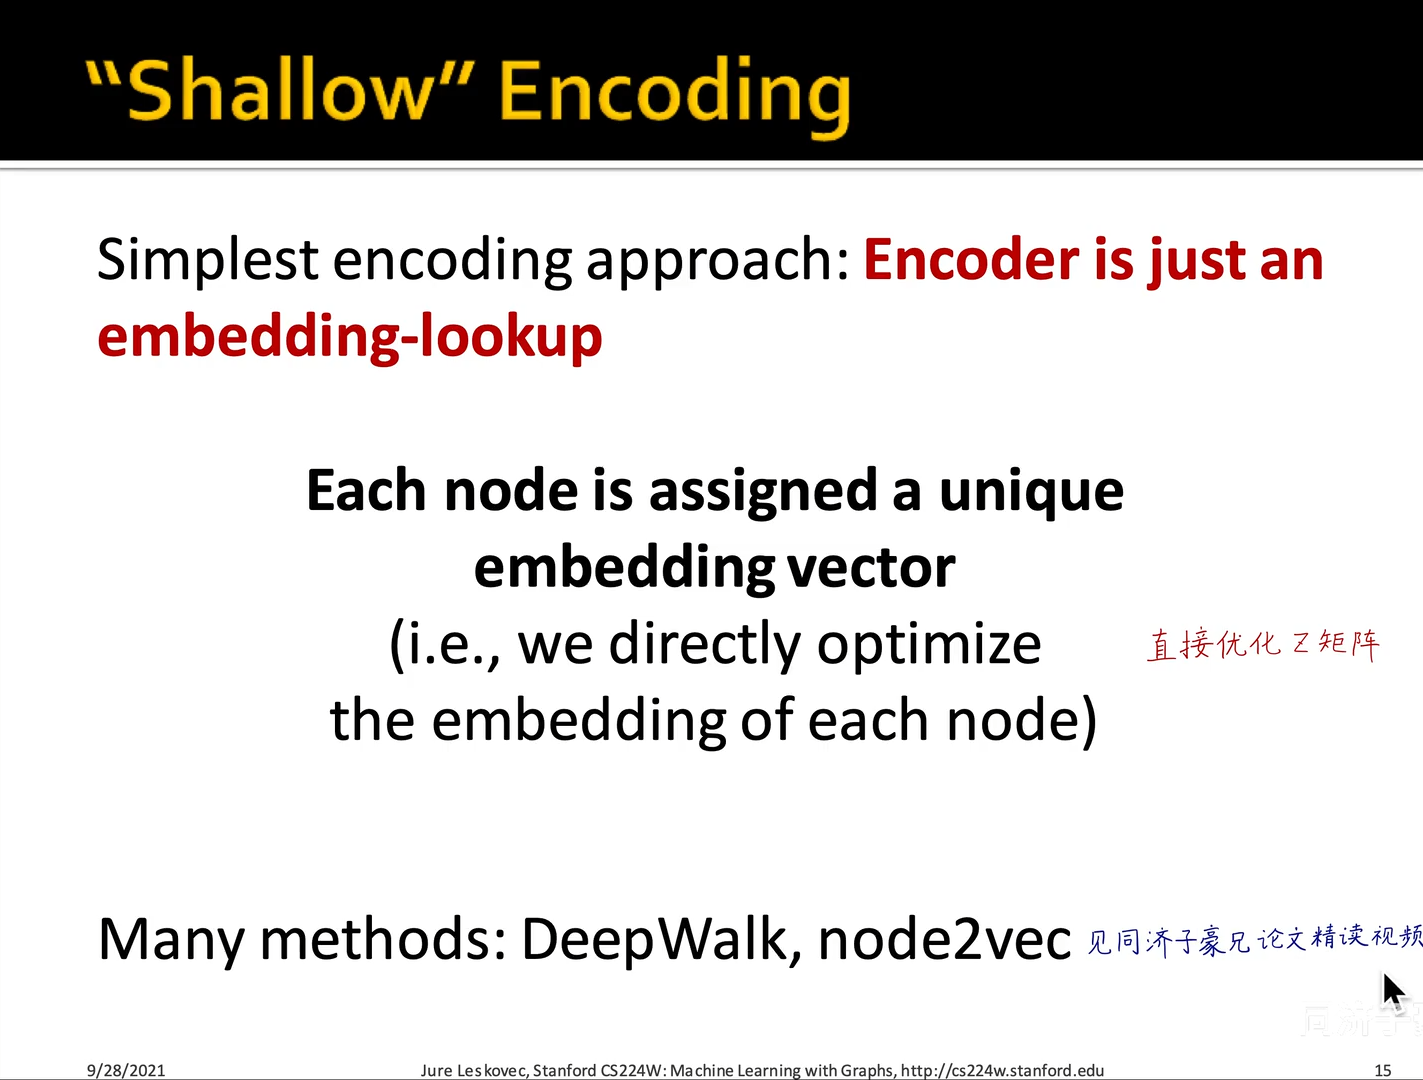 “Shallow” Encoding
Simplest encoding approach: Encoder is just an
embedding-lookup
Each node is assigned a unique
embedding vector
(i.e., we directly optimize
直接优化 Z 矩阵
the embedding of each node)
Many methods: DeepWalk, node2vec 见同济子豪兄论文精读视频
9/28/2021
Jure Leskovec, Stanford CS224W: Machine Learning with Graphs, http://cs224w.stanford.edu
15